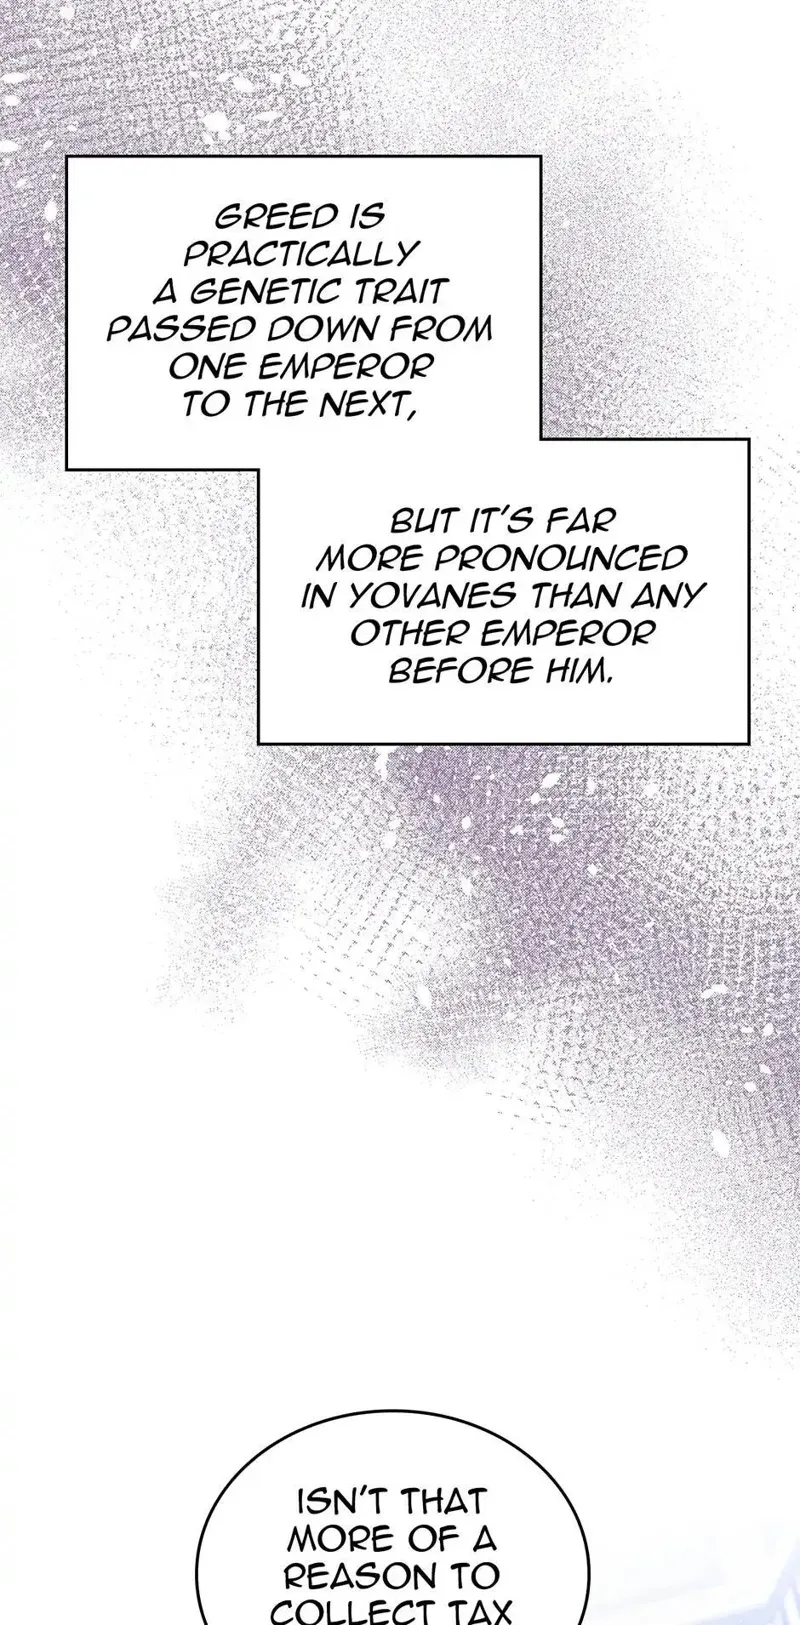 GREED IS
PRACTICALLY
A GENETIC TRAIT
PASSED DOWN FROM
ONE EMPEROR
TO THE NEXT,
BUT IT'S FAR
MORE PRONOUNCED
IN YOVANES THAN ANY
OTHER EMPEROR
BEFORE HIM.
ISN'T THAT
MORE OF A
REASON TO
COLLECT TAX